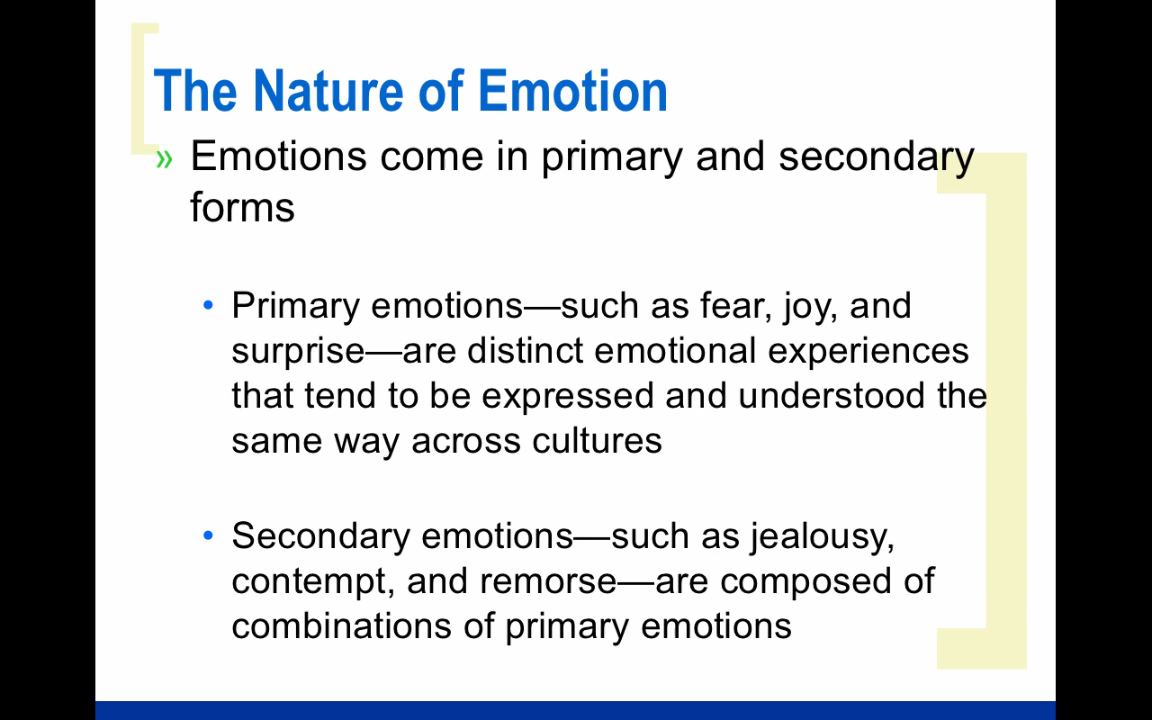 The Nature of Emotion
» Emotions come in primary and secondary
forms
• Primary emotions—such as fear, joy, and
surprise—are distinct emotional experiences
that tend to be expressed and understood the
same way across cultures
• Secondary emotions—such as jealousy,
contempt, and remorse—are composed of
combinations of primary emotions